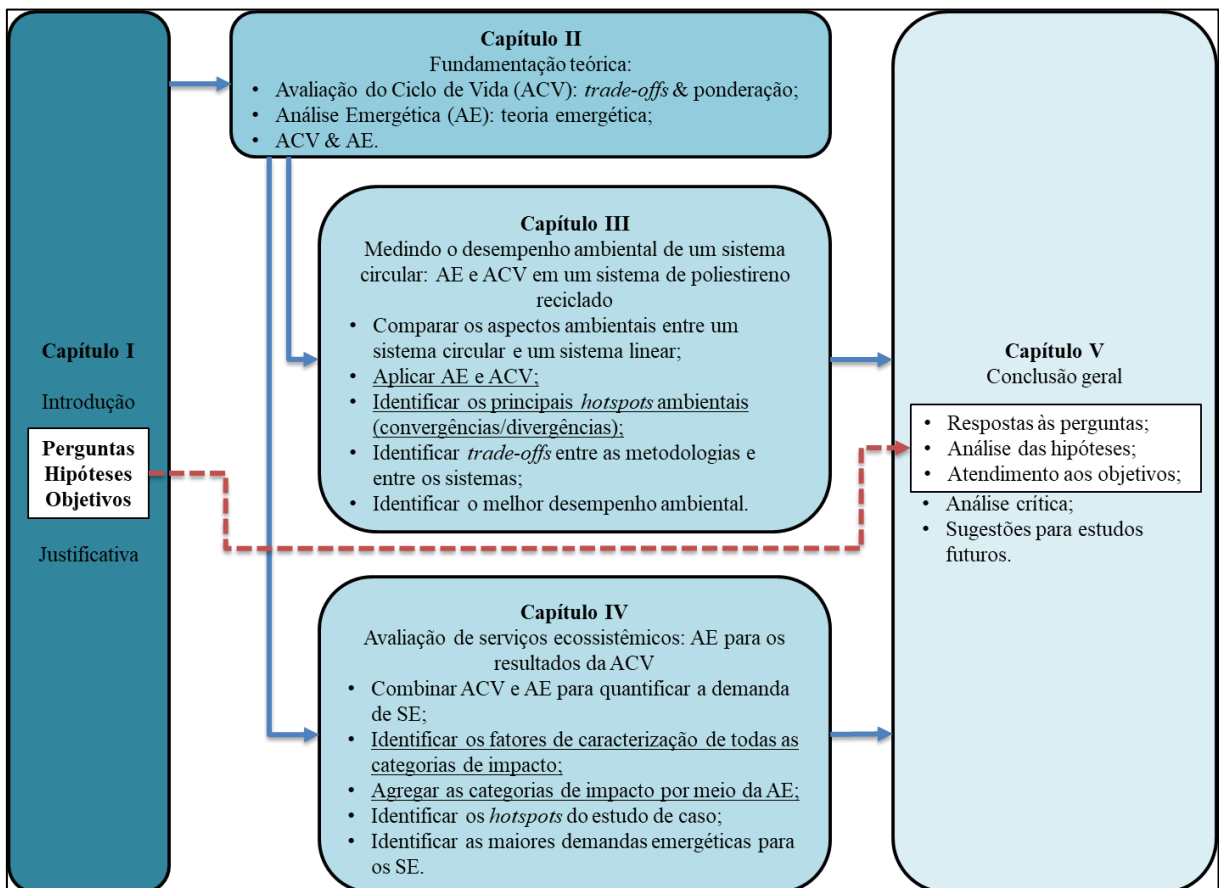 Capítulo I
Introdução
Perguntas
Hipóteses
Objetivos
Justificativa
Capítulo II
Fundamentação teórica:
• Avaliação do Ciclo de Vida (ACV): trade-offs & ponderação;
• Análise Emergética (AE): teoria emergética;
• ACV & AE.
Capítulo III
Medindo o desempenho ambiental de um sistema
circular: AE e ACV em um sistema de poliestireno
reciclado
• Comparar os aspectos ambientais entre um
sistema circular e um sistema linear;
• Aplicar AE e ACV;
• Identificar os principais hotspots ambientais
(convergências/divergências);
• Identificar trade-offs entre as metodologias e
entre os sistemas;
• Identificar o melhor desempenho ambiental.
Capítulo IV
Avaliação de serviços ecossistêmicos: AE para os
resultados da ACV
• Combinar ACV e AE para quantificar a demanda
de SE;
• Identificar os fatores de caracterização de todas as
categorias de impacto;
• Agregar as categorias de impacto por meio da AE;
• Identificar os hotspots do estudo de caso;
• Identificar as maiores demandas emergéticas para
os SE.
Capítulo V
Conclusão geral
• Respostas às perguntas;
• Análise das hipóteses;
• Atendimento aos objetivos;
• Análise crítica;
• Sugestões para estudos
futuros.